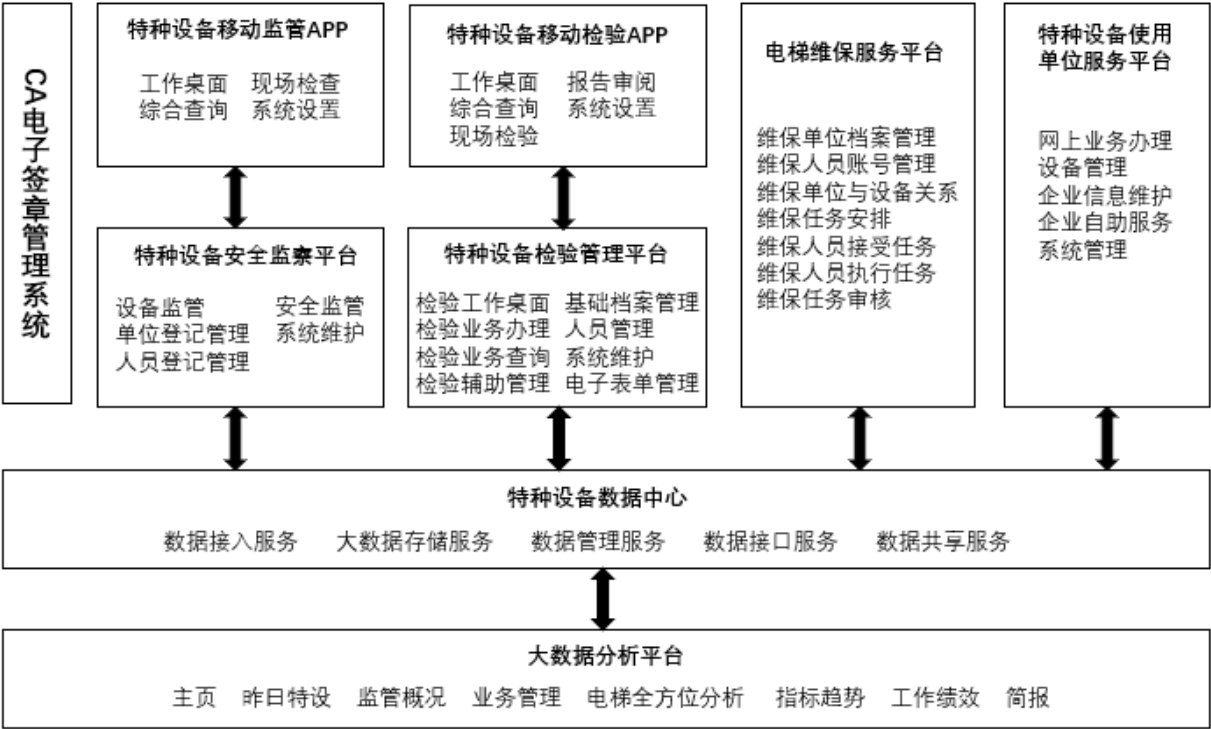 CA电子签章管理系统
特种设备移动监管APP
工作桌面 现场检查
综合查询 系统设置
特种设备移动检验APP
工作桌面 报告审阅
综合查询 系统设置
现场检验
特种设备安全监察平台
设备监管 安全监管
单位登记管理 系统维护
人员登记管理
特种设备检验管理平台
检验工作桌面 基础档案管理
检验业务办理 人员管理
检验业务查询 系统维护
检验辅助管理 电子表单管理
电梯维保服务平台
维保单位档案管理
维保人员账号管理
维保单位与设备关系
维保任务安排
维保人员接受任务
维保人员执行任务
维保任务审核
特种设备使用
单位服务平台
网上业务办理
设备管理
企业信息维护
企业自助服务
系统管理
特种设备数据中心
数据接入服务 大数据存储服务 数据管理服务 数据接口服务 数据共享服务
大数据分析平台
主页 昨日特设 监管概况 业务管理 电梯全方位分析 指标趋势 工作绩效 简报